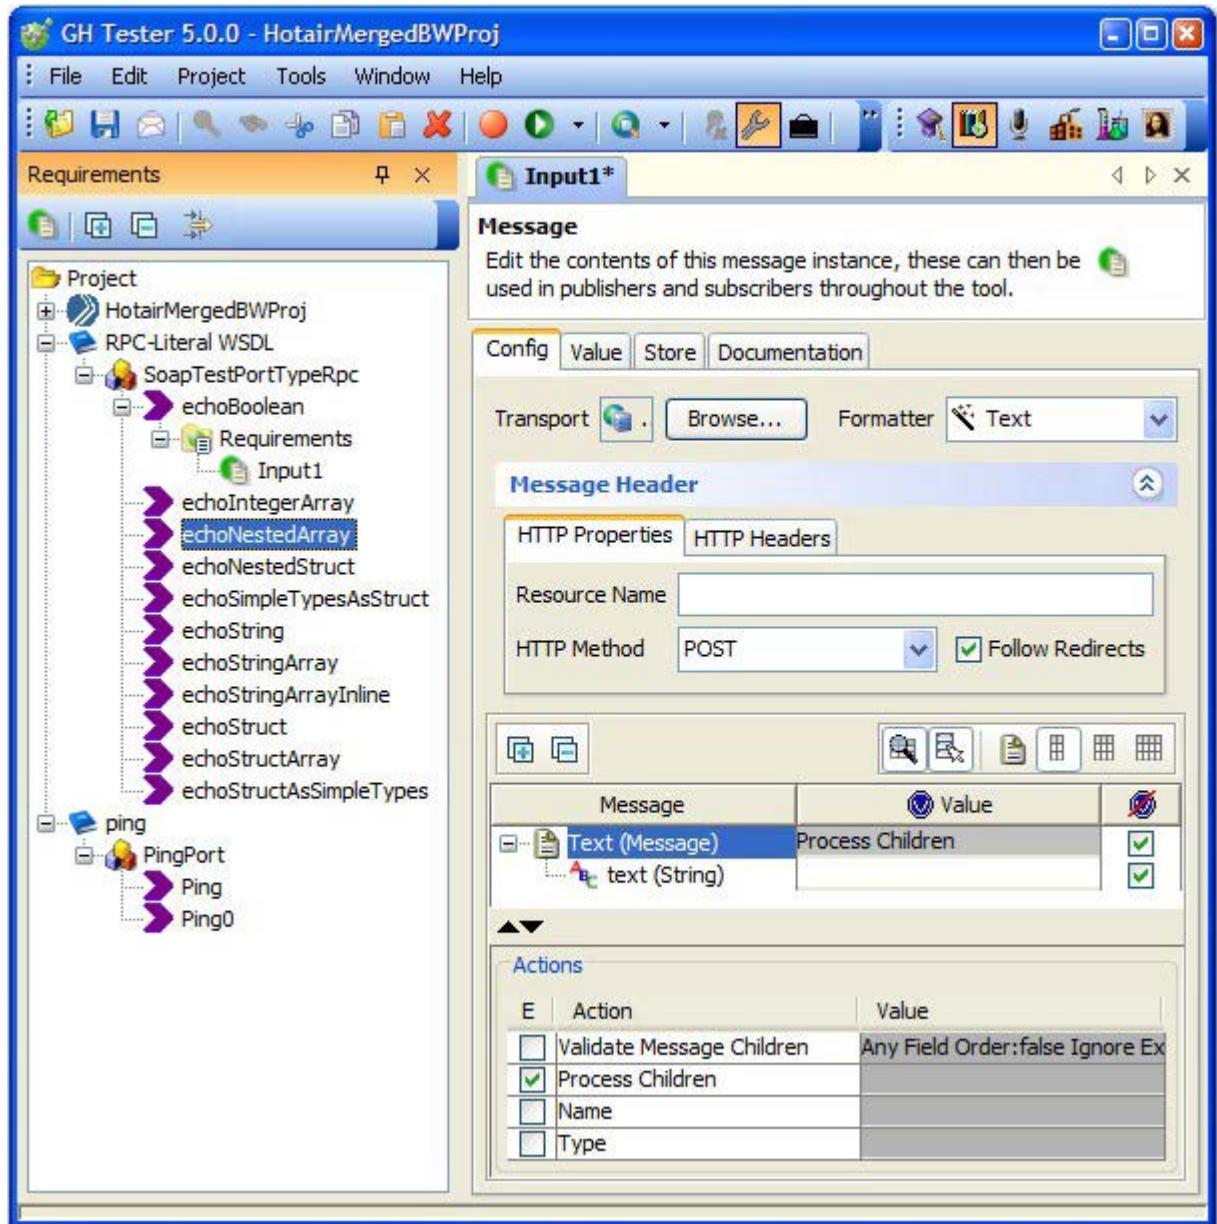 GH Tester 5.0.0 - HotairMergedBWProj
File Edit Project Tools Window Help
Requirements
Project
HotairMergedBWProj
RPC-Literal WSDL
SoapTestPortTypeRpc
echoBoolean
Requirements
Input1
echoIntegerArray
echoNestedArray
echoNestedStruct
echoSimpleTypesAsStruct
echoString
echoStringArray
echoStringArrayInline
echoStruct
echoStructArray
echoStructAsSimpleTypes
ping
PingPort
Ping
Ping0
Input1*
Message
Edit the contents of this message instance, these can then be
used in publishers and subscribers throughout the tool.
Config Value Store Documentation
Transport . Browse... Formatter Text
Message Header
HTTP Properties HTTP Headers
Resource Name
HTTP Method POST Follow Redirects
Message Value
Text (Message) Process Children
text (String)
Actions
E Action Value
Validate Message Children Any Field Order:false Ignore Ex
Process Children
Name
Type